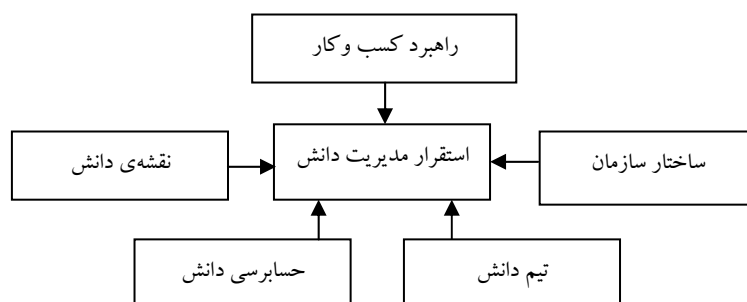 راهبرد کسب و کار
نقشه‌ی دانش
استقرار مدیریت دانش
ساختار سازمان
حسابرسی دانش
تیم دانش